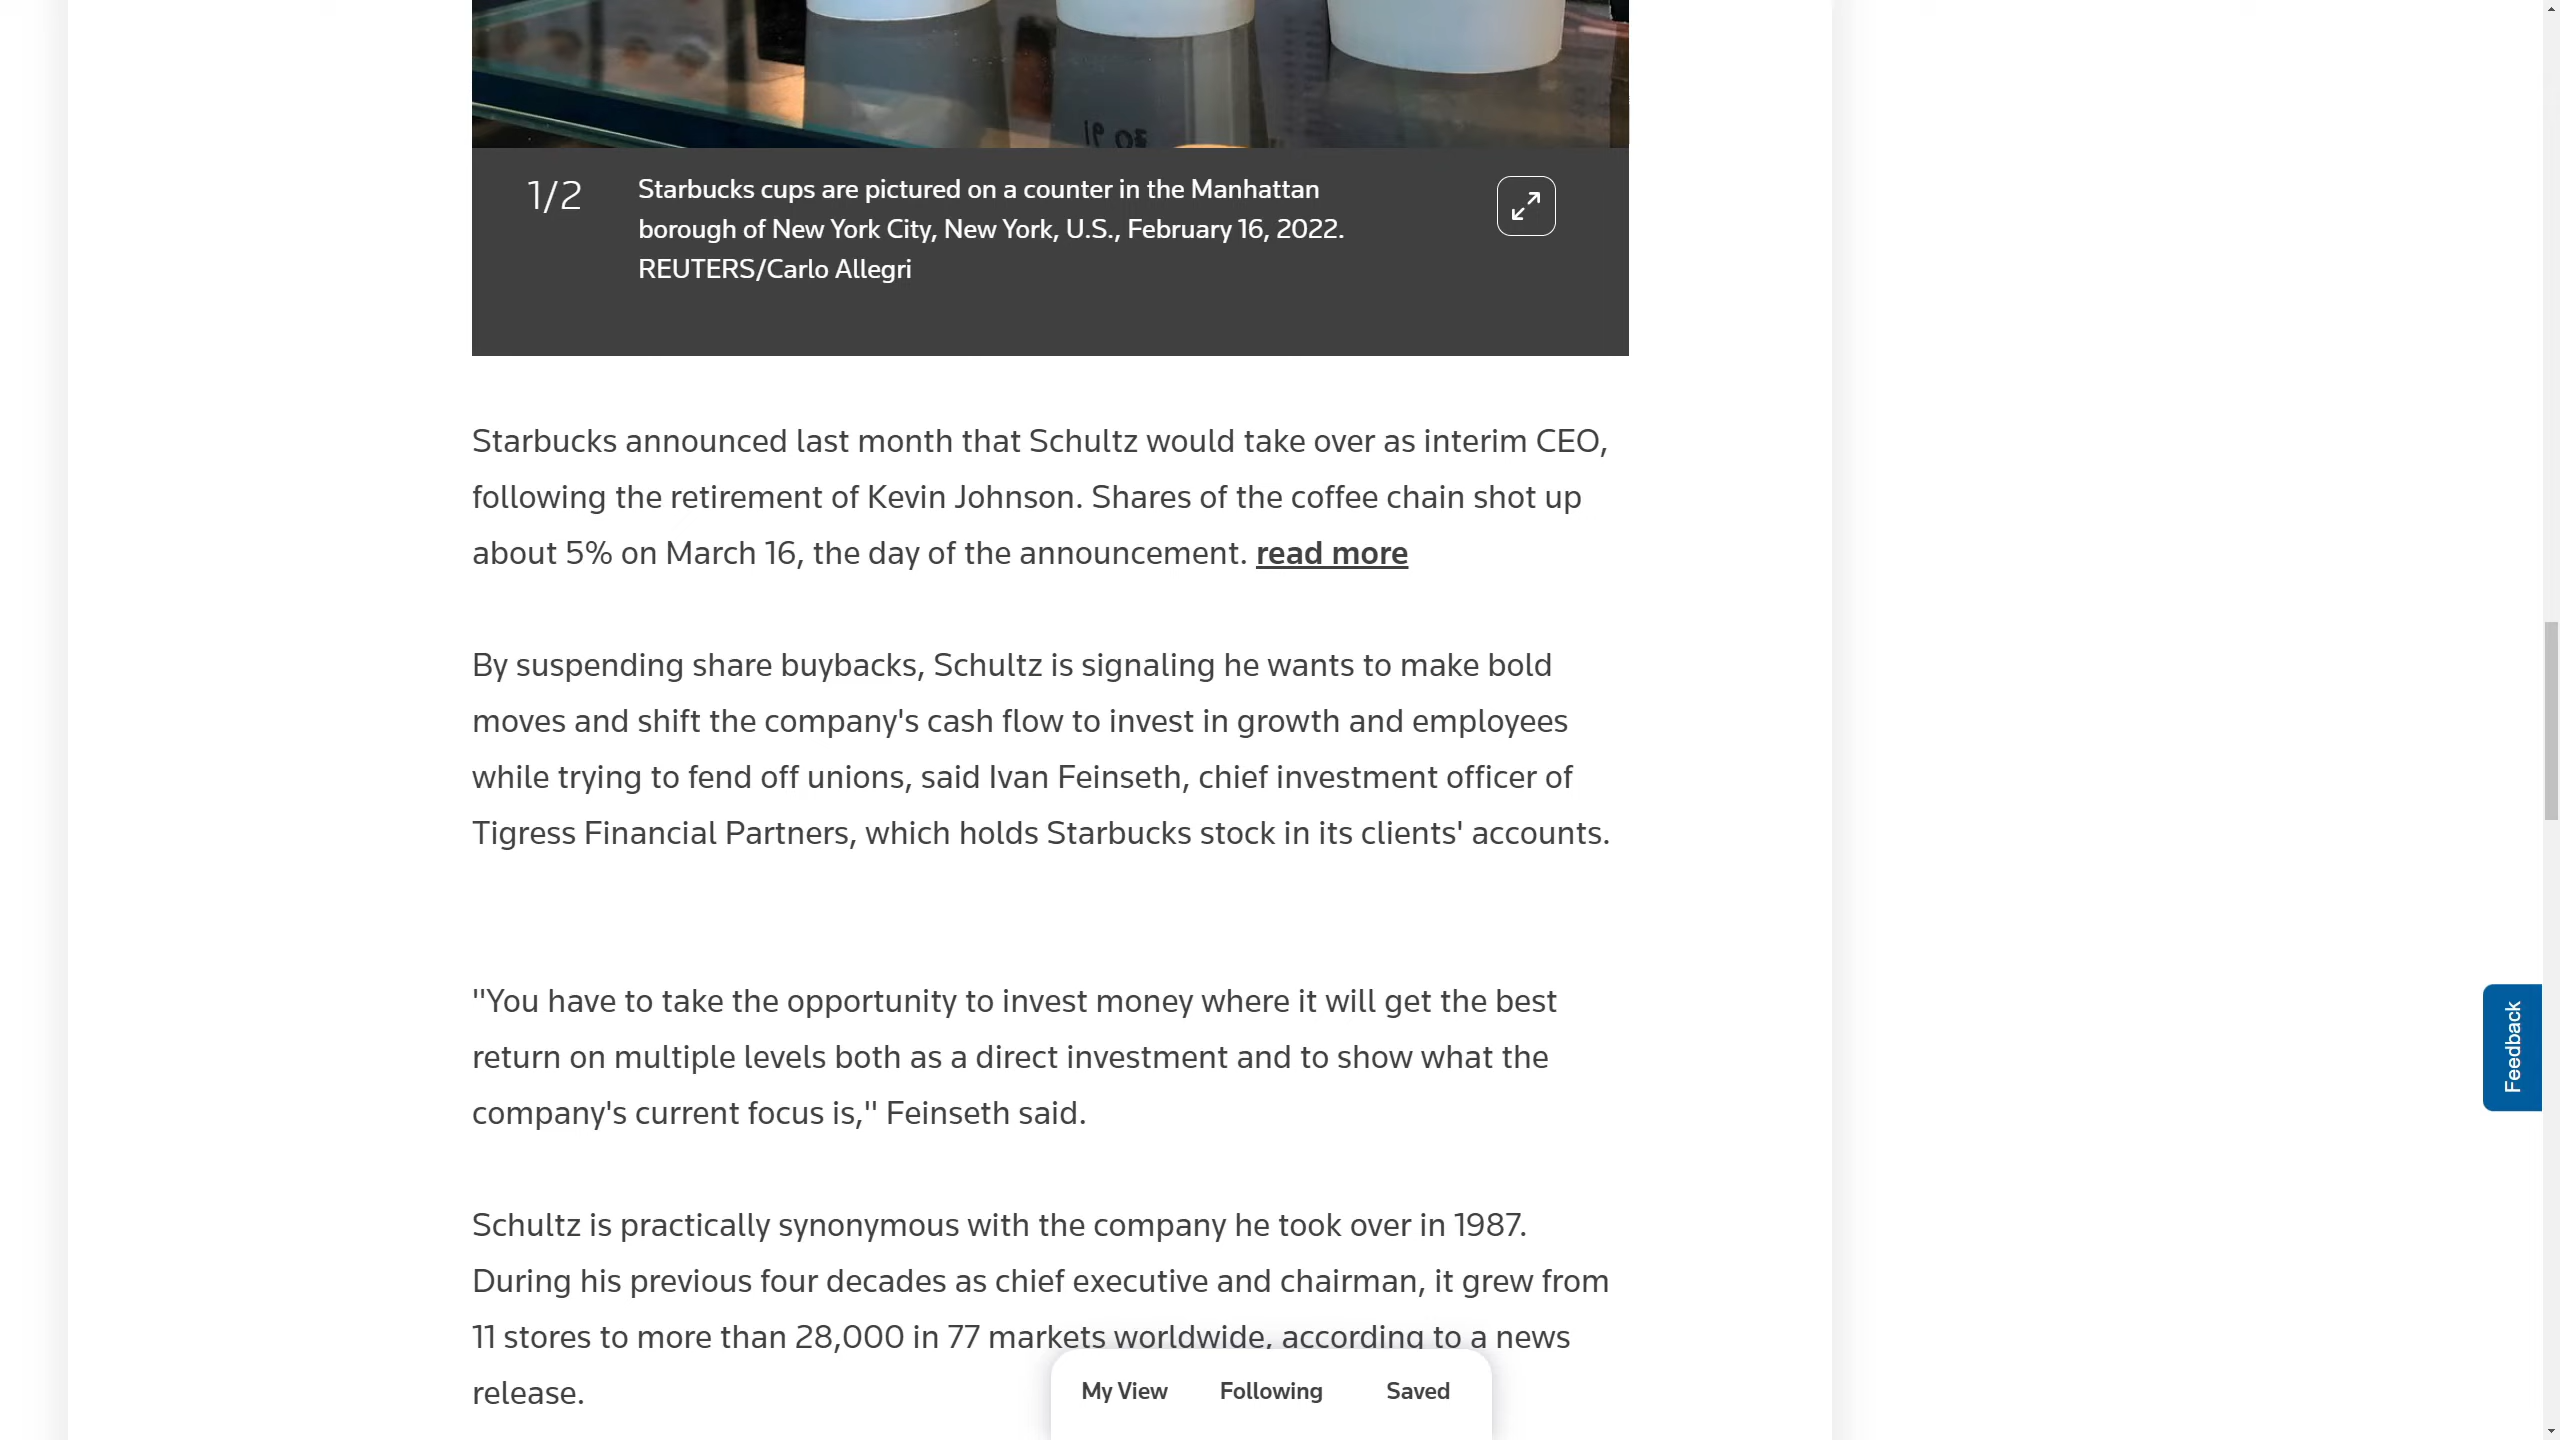 1/2
Starbucks cups are pictured on a counter in the Manhattan
borough of New York City, New York, U.S., February 16, 2022.
REUTERS/Carlo Allegri
Starbucks announced last month that Schultz would take over as interim CEO,
following the retirement of Kevin Johnson. Shares of the coffee chain shot up
about 5% on March 16, the day of the announcement. read more
By suspending share buybacks, Schultz is signaling he wants to make bold
moves and shift the company's cash flow to invest in growth and employees
while trying to fend off unions, said Ivan Feinseth, chief investment officer of
Tigress Financial Partners, which holds Starbucks stock in its clients' accounts.
"You have to take the opportunity to invest money where it will get the best
return on multiple levels both as a direct investment and to show what the
company's current focus is," Feinseth said.
Feedback
Schultz is practically synonymous with the company he took over in 1987.
During his previous four decades as chief executive and chairman, it grew from
11 stores to more than 28,000 in 77 markets worldwide, according to a news
release.
My View Following Saved